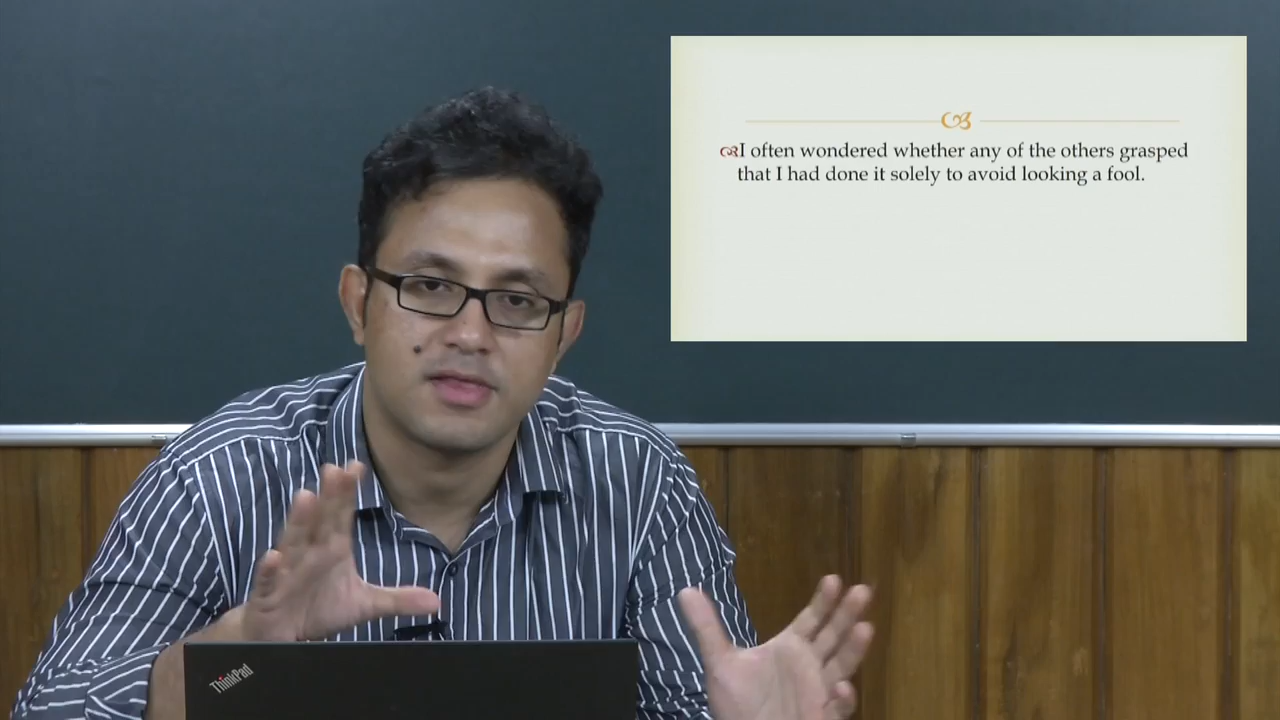 I often wondered whether any of the others grasped
that I had done it solely to avoid looking a fool.
ThinkPad